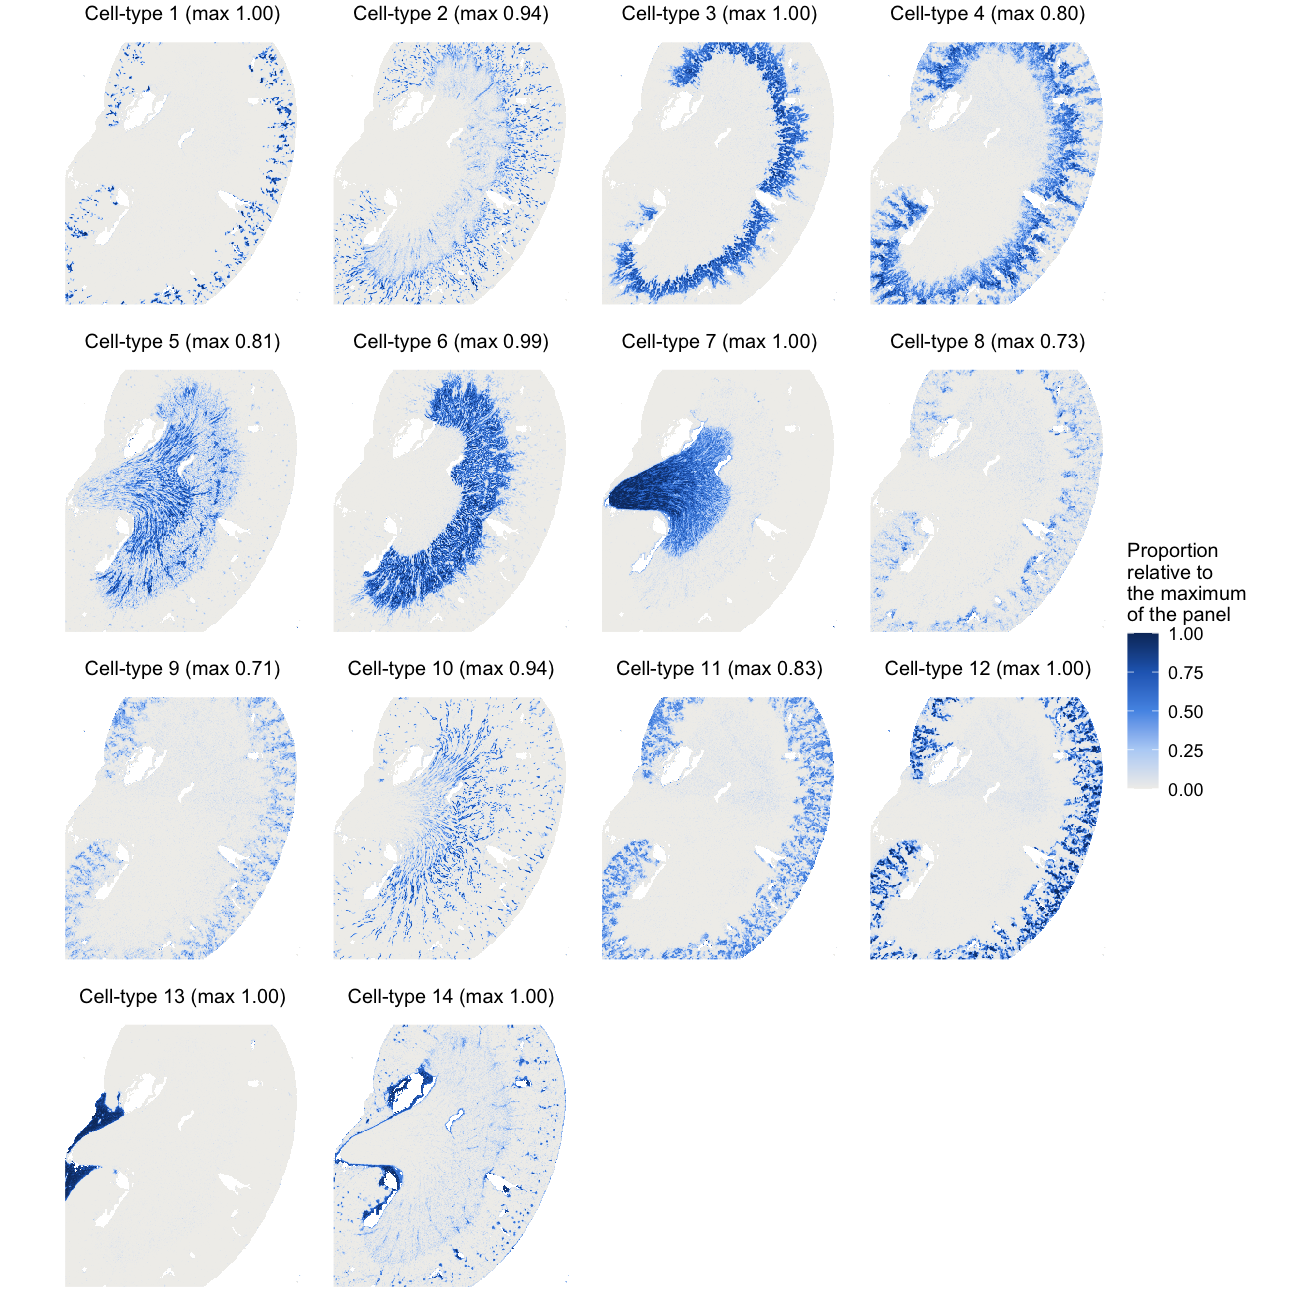 Cell-type 1 (max 1.00)
Cell-type 2 (max 0.94)
Cell-type 3 (max 1.00)
Cell-type 4 (max 0.80)
Cell-type 5 (max 0.81)
Cell-type 6 (max 0.99)
Cell-type 7 (max 1.00)
Cell-type 8 (max 0.73)
Cell-type 9 (max 0.71)
Cell-type 10 (max 0.94)
Cell-type 11 (max 0.83)
Cell-type 12 (max 1.00)
Cell-type 13 (max 1.00)
Cell-type 14 (max 1.00)
Proportion
relative to
the maximum
of the panel
1.00
0.75
0.50
0.25
0.00